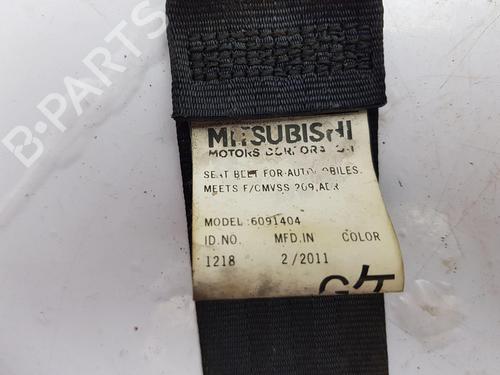 B-PARTS
MITSUBISHI
MOTORS CORPORATION
SEAT BELT FOR AUTOMOBILES.
MEETS F/CMVSS 209,ADR
MODEL :6091404
ID.NO. MFD.IN COLOR
1218 2/2011